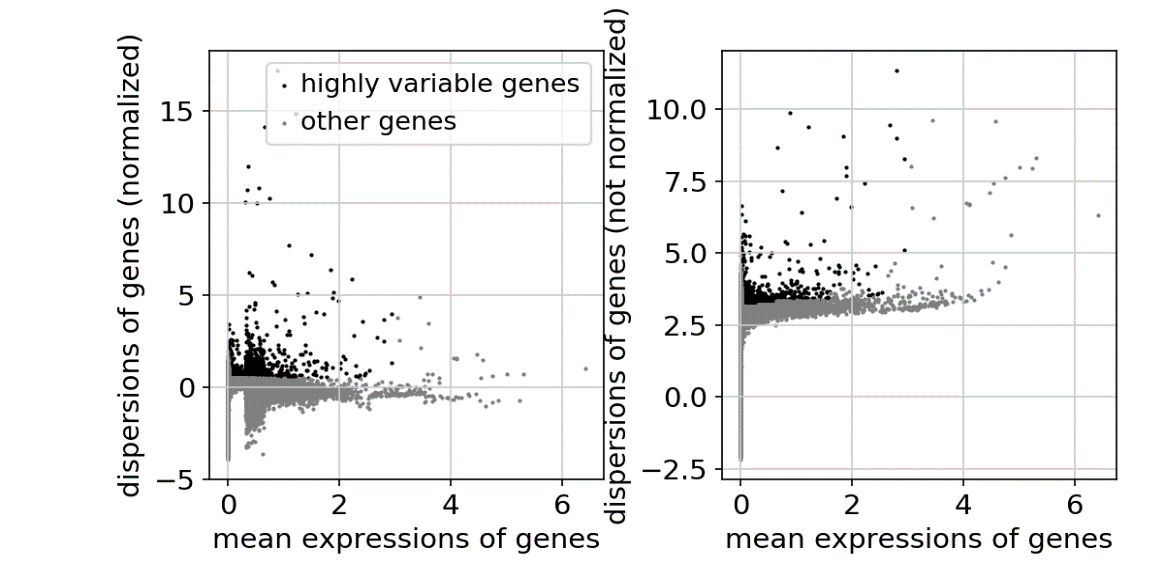 dispersions of genes (normalized)
15
10
5
0
−5
0 2 4 6
mean expressions of genes
highly variable genes
other genes
dispersions of genes (not normalized)
10.0
7.5
5.0
2.5
0.0
−2.5
0 2 4 6
mean expressions of genes